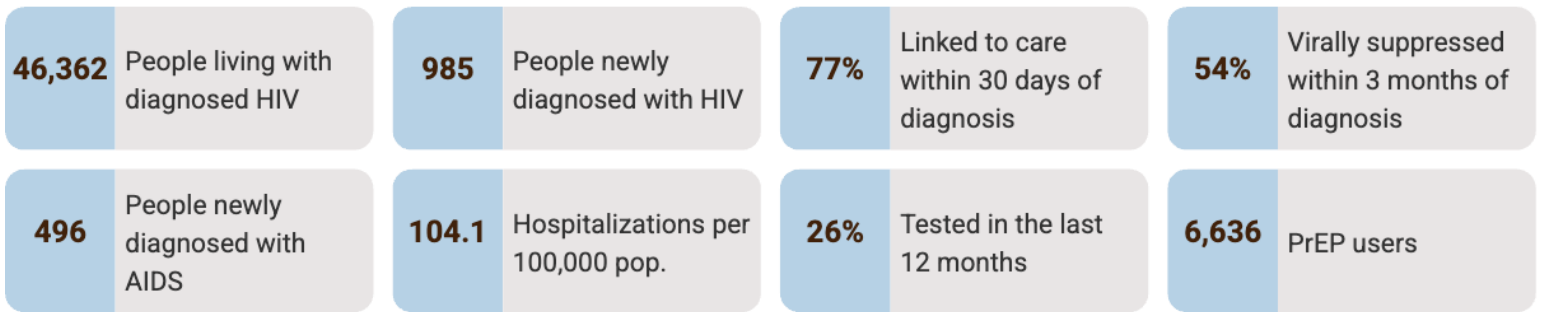 46,362
People living with
diagnosed HIV
985
People newly
diagnosed with HIV
77%
Linked to care
within 30 days of
diagnosis
54%
Virally suppressed
within 3 months of
diagnosis
496
People newly
diagnosed with
AIDS
104.1
Hospitalizations per
100,000 pop.
26%
Tested in the last
12 months
6,636
PrEP users